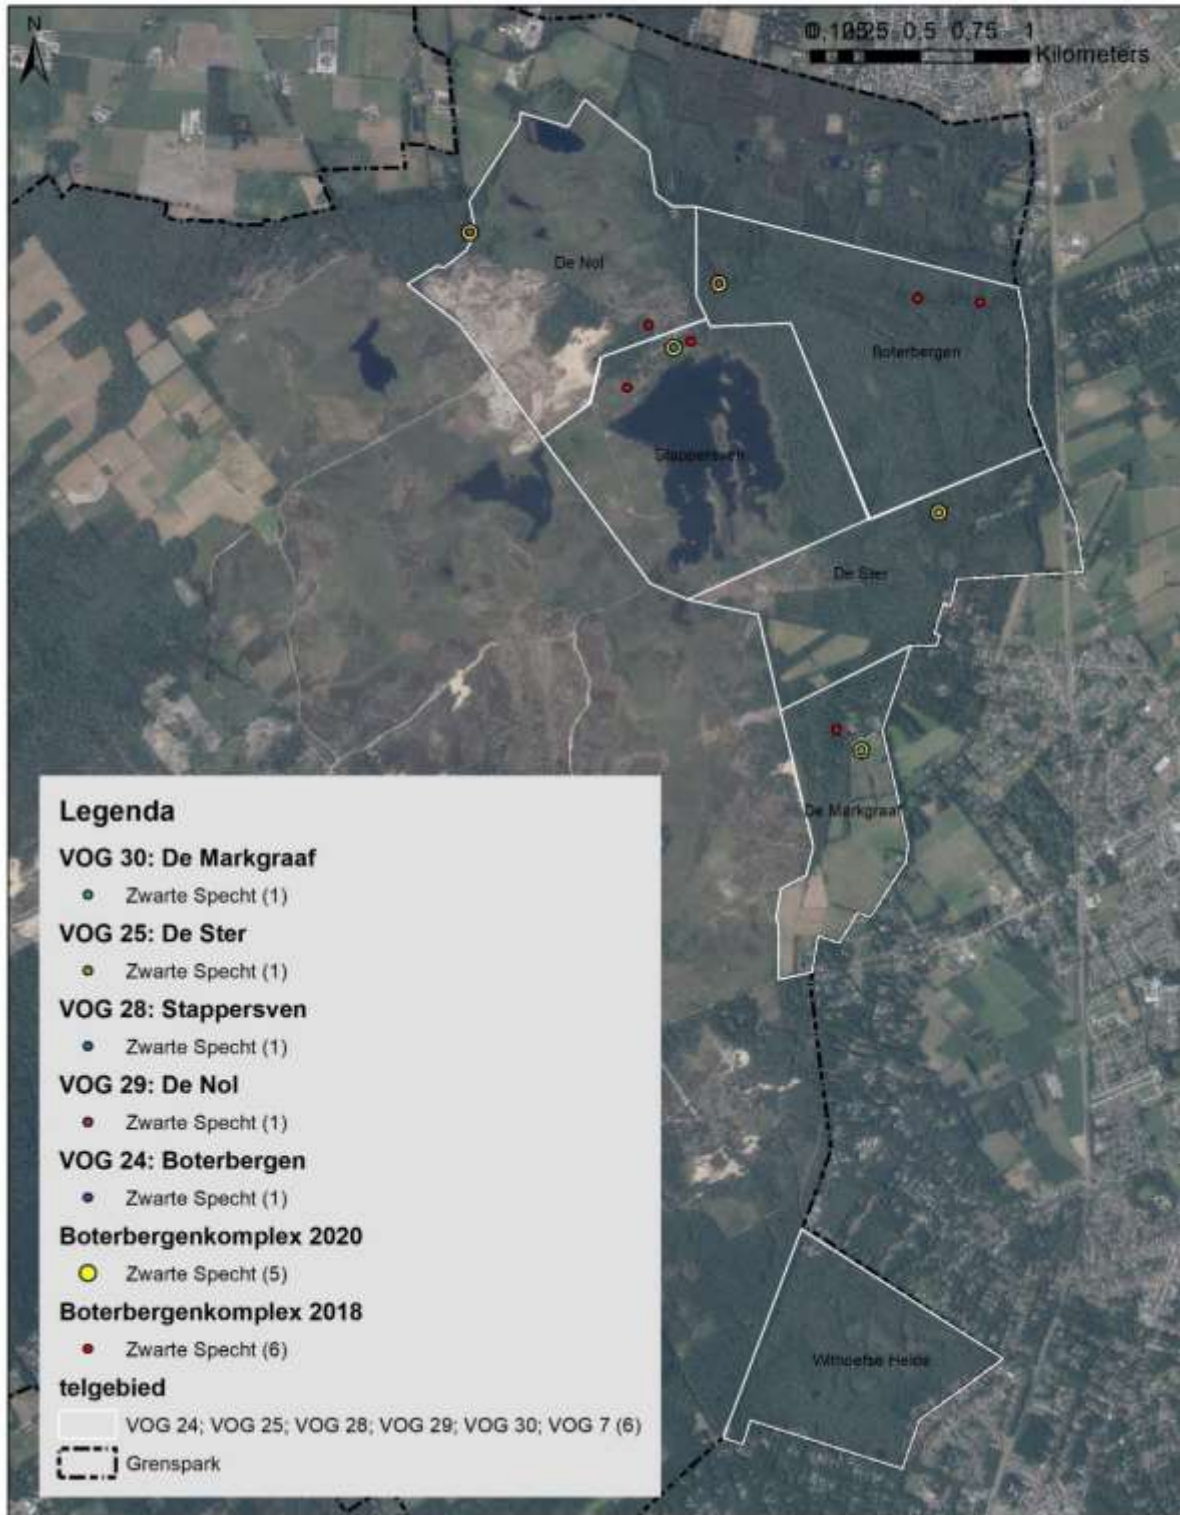 N
0,5 0,75 1
Kilometers
De Nol
Boterbergen
Stappersven
De Ster
De Markgraaf
Withoefse Heide
Legenda
VOG 30: De Markgraaf
Zwarte Specht (1)
VOG 25: De Ster
Zwarte Specht (1)
VOG 28: Stappersven
Zwarte Specht (1)
VOG 29: De Nol
Zwarte Specht (1)
VOG 24: Boterbergen
Zwarte Specht (1)
Boterbergenkomplex 2020
Zwarte Specht (5)
Boterbergenkomplex 2018
Zwarte Specht (6)
telgebied
VOG 24; VOG 25; VOG 28; VOG 29; VOG 30; VOG 7 (6)
Grenspark